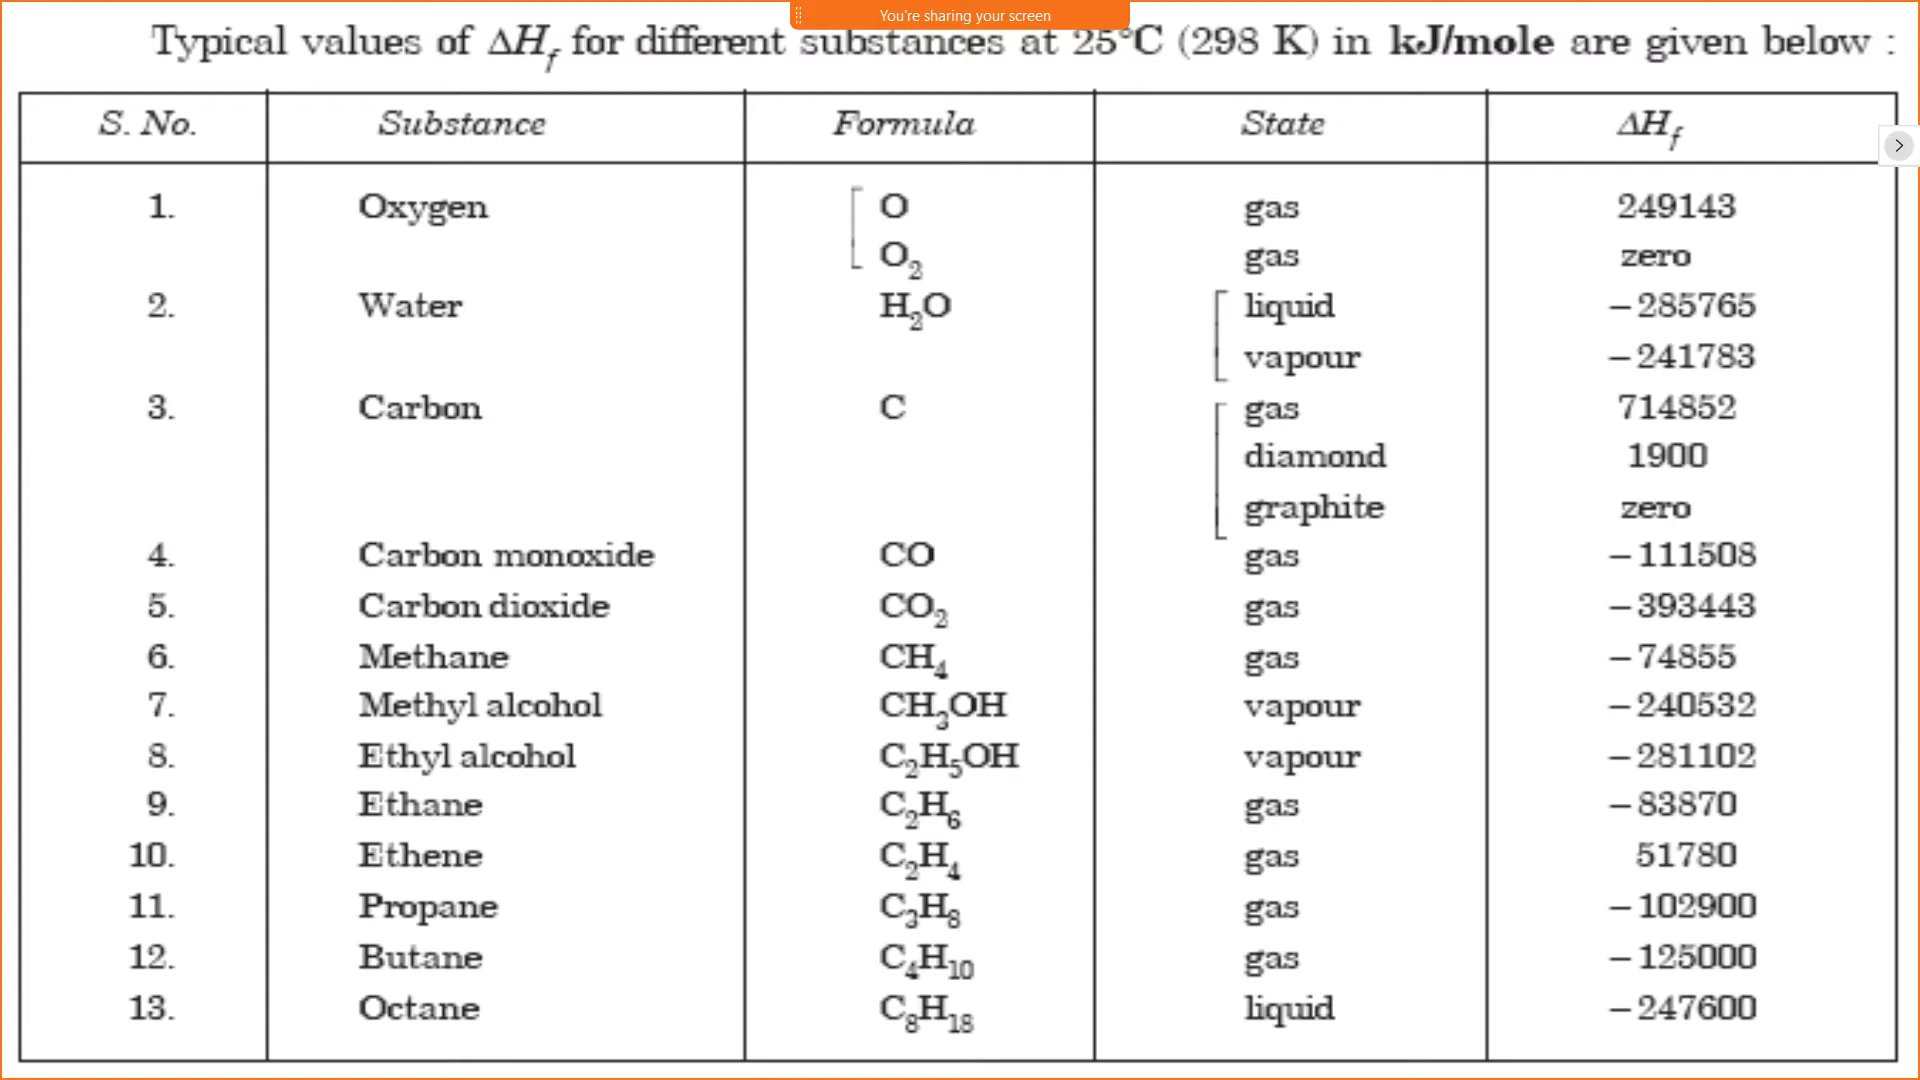 You're sharing your screen
Typical values of ΔH_f for different substances at 25°C (298 K) in kJ/mole are given below :
S. No. Substance Formula State ΔH_f
1. Oxygen O gas 249143
O₂ gas zero
2. Water H₂O liquid – 285765
vapour – 241783
3. Carbon C gas 714852
diamond 1900
graphite zero
4. Carbon monoxide CO gas – 111508
5. Carbon dioxide CO₂ gas – 393443
6. Methane CH₄ gas – 74855
7. Methyl alcohol CH₃OH vapour – 240532
8. Ethyl alcohol C₂H₅OH vapour – 281102
9. Ethane C₂H₆ gas – 83870
10. Ethene C₂H₄ gas 51780
11. Propane C₃H₈ gas – 102900
12. Butane C₄H₁₀ gas – 125000
13. Octane C₈H₁₈ liquid – 247600